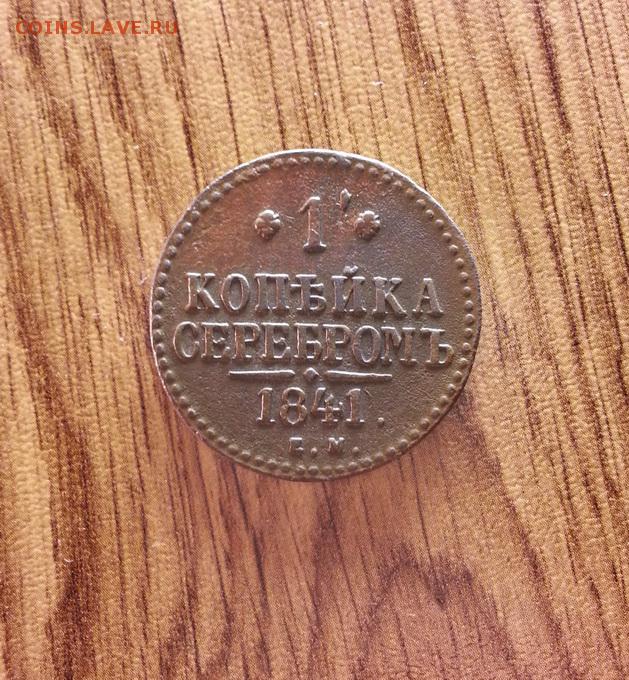 COINS.LAVE.RU
1
КОПѢЙКА
СЕРЕБРОМЪ
1841.
Е.М.